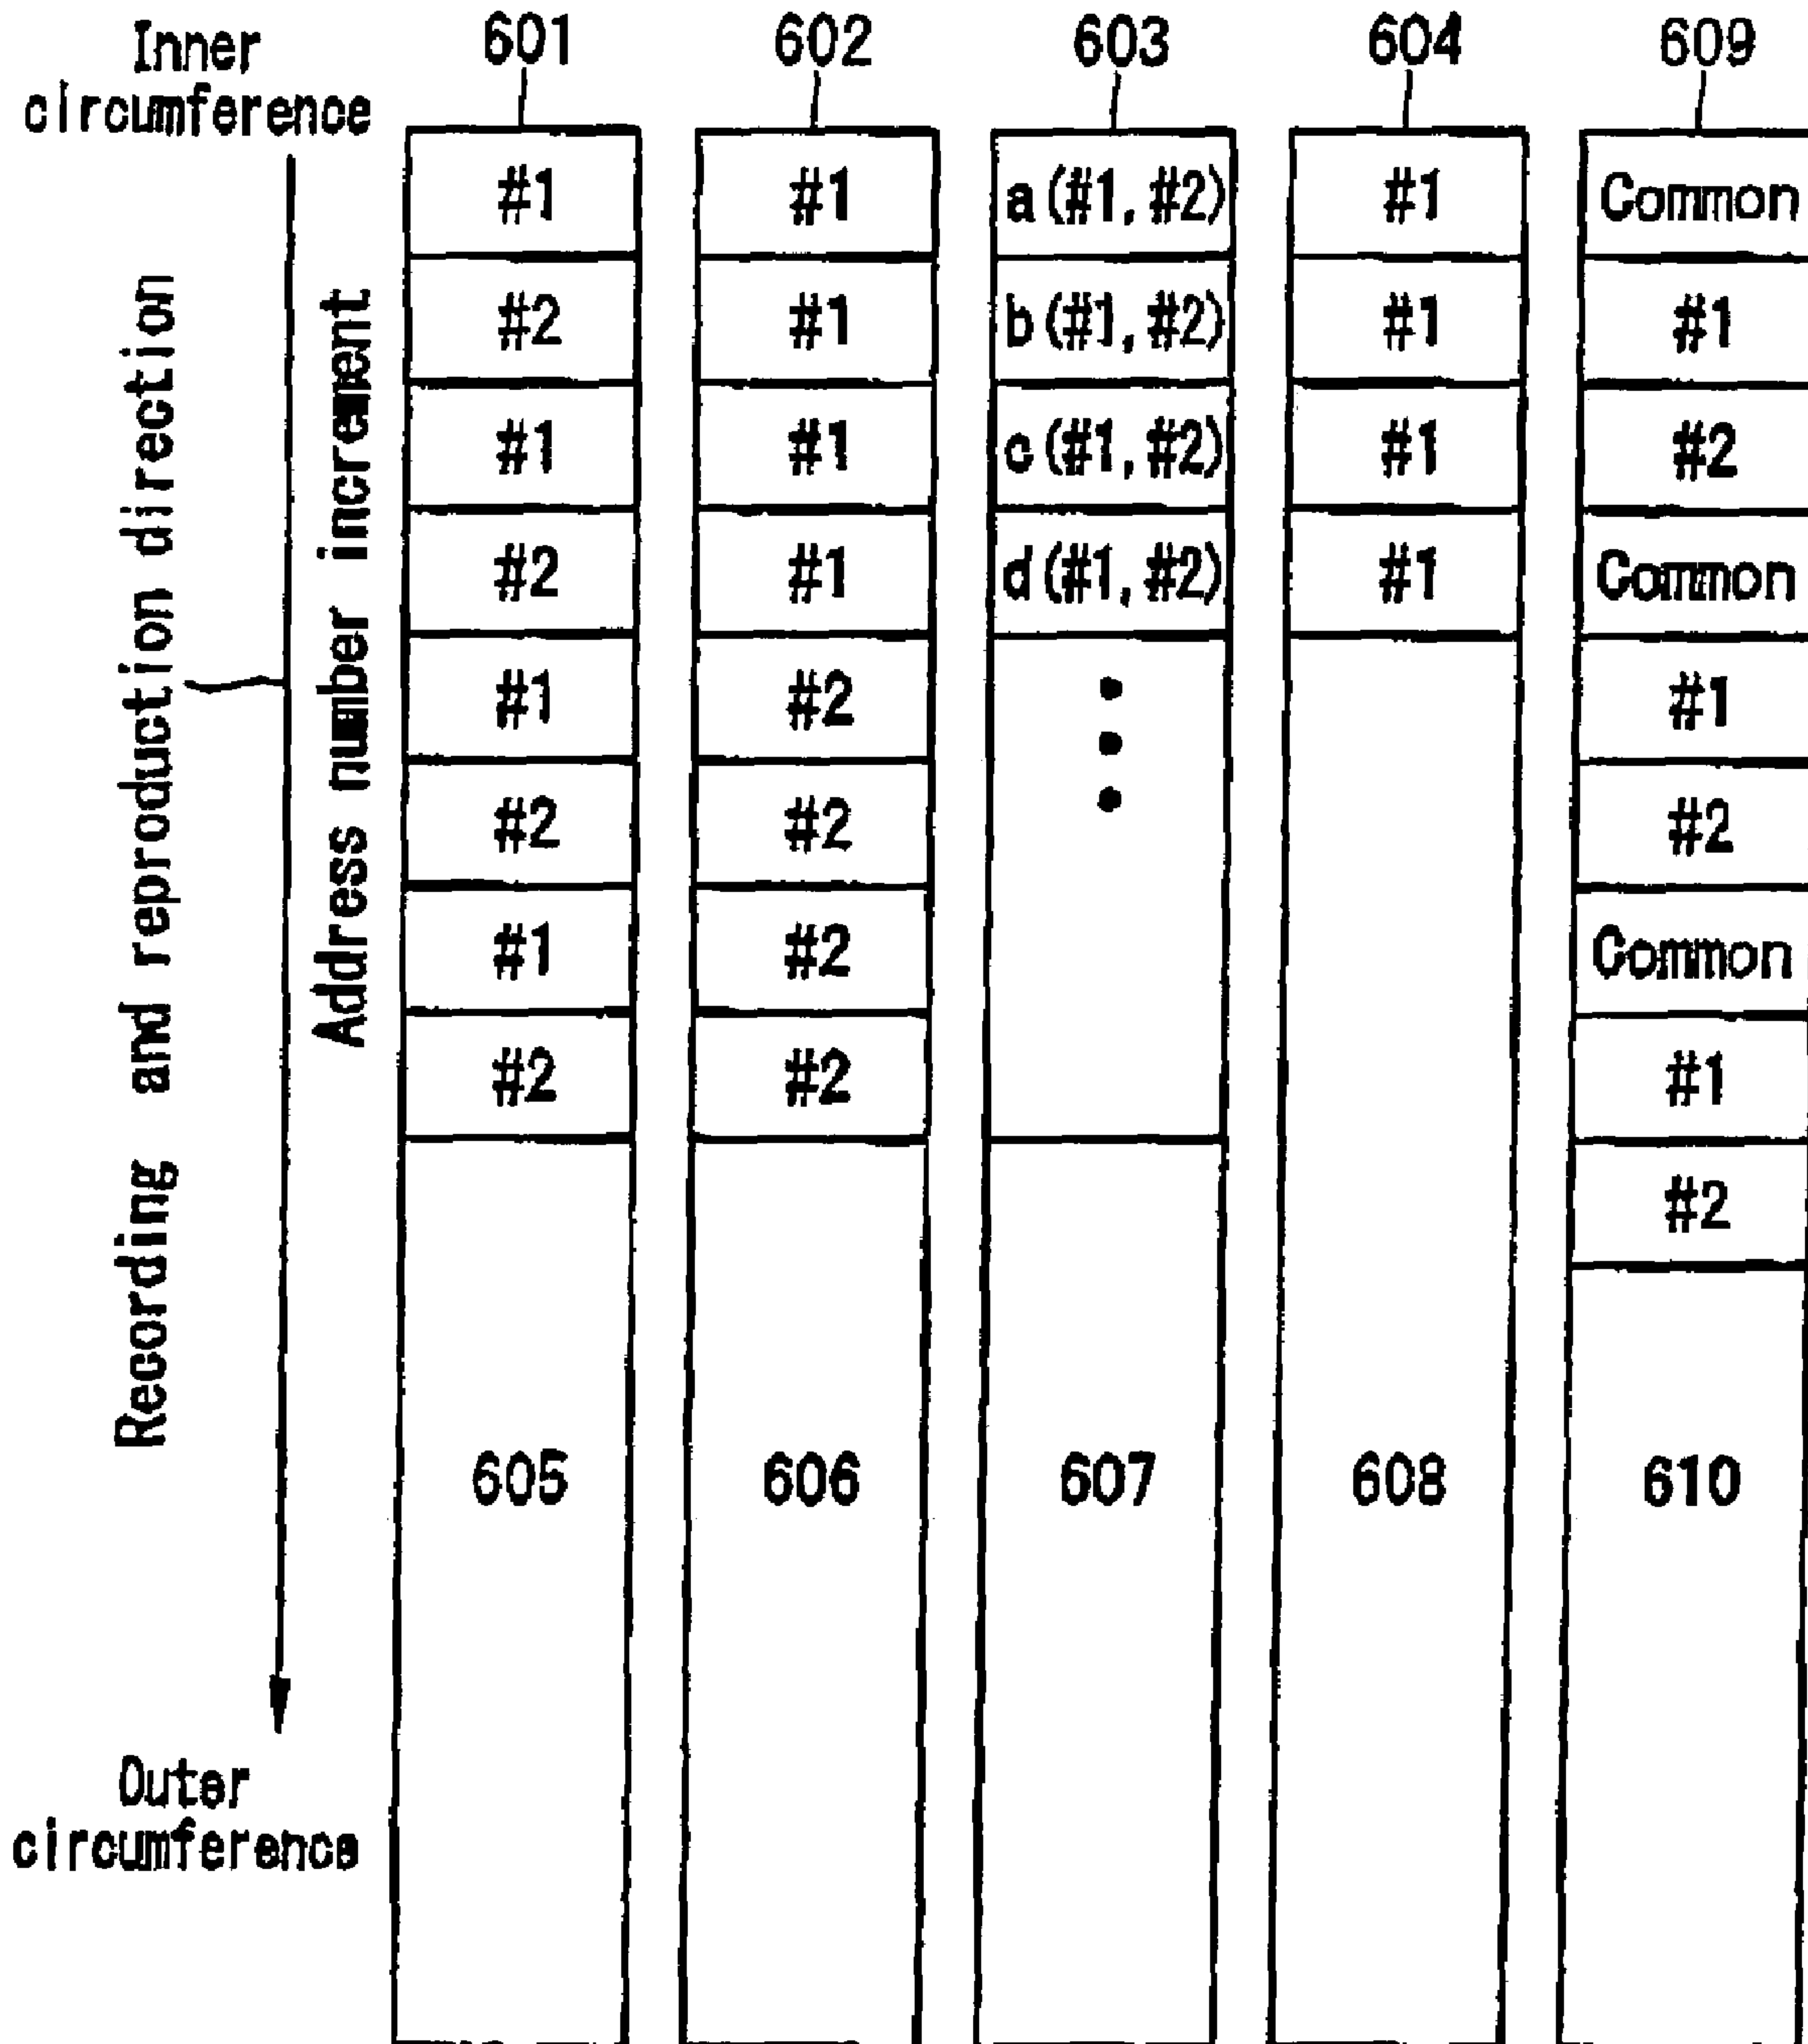 Inner circumference
601 602 603 604 609
#1 #1 a(#1, #2) #1 Common
#2 #1 b(#1, #2) #1 #1
#1 #1 c(#1, #2) #1 #2
#2 #1 d(#1, #2) #1 Common
#1 #2 #1
#2 #2 #2
#1 #2 Common
#2 #2 #1
#2
605 606 607 608 610
Recording and reproduction direction
Address number increment
Outer circumference